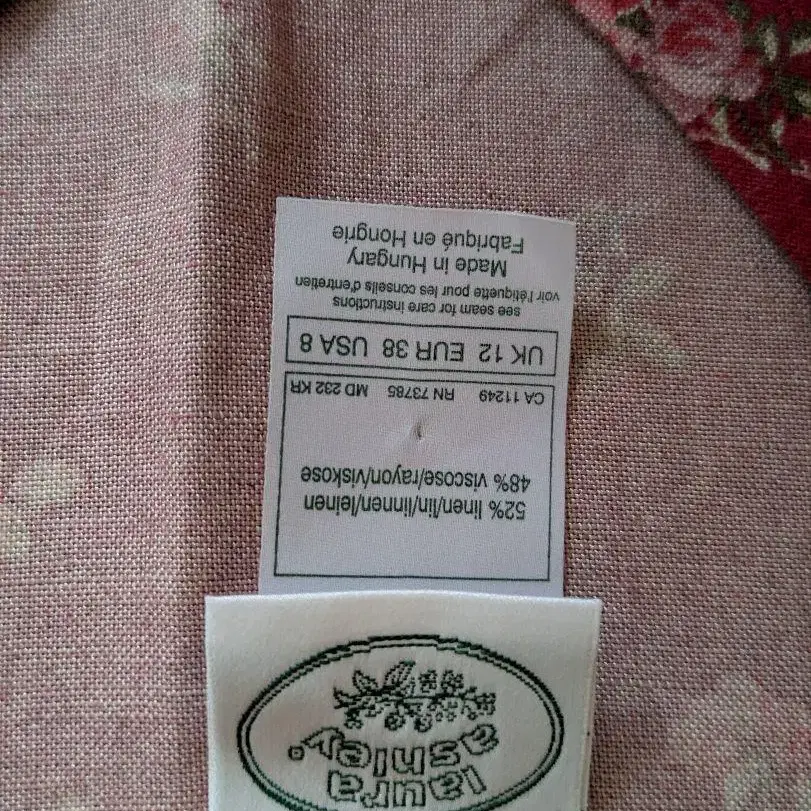 laura
ashley®
52% linen/lin/linnen/leinen
48% viscose/rayon/viskose
CA 11249 RN 73785 MD 232 KR
UK 12 EUR 38 USA 8
see seam for care instructions
voir l'étiquette pour les conseils d'entretien
Made in Hungary
Fabriqué en Hongrie